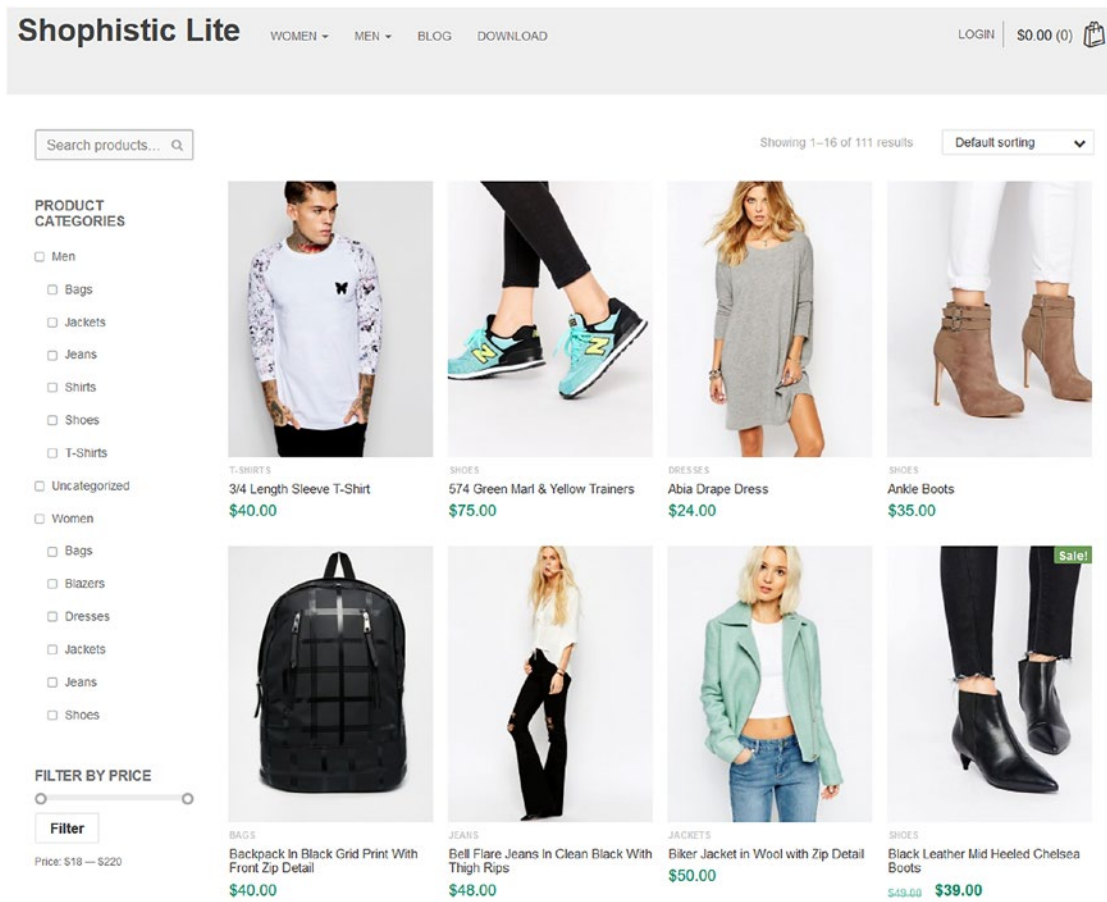 Shophistic Lite
WOMEN MEN BLOG DOWNLOAD
LOGIN $0.00 (0)
Search products...
Showing 1–16 of 111 results
Default sorting
PRODUCT
CATEGORIES
Men
Bags
Jackets
Jeans
Shirts
Shoes
T-Shirts
Uncategorized
Women
Bags
Blazers
Dresses
Jackets
Jeans
Shoes
FILTER BY PRICE
Filter
Price: $18 — $220
T-SHIRTS
3/4 Length Sleeve T-Shirt
$40.00
SHOES
574 Green Marl & Yellow Trainers
$75.00
DRESSES
Abia Drape Dress
$24.00
SHOES
Ankle Boots
$35.00
BAGS
Backpack In Black Grid Print With
Front Zip Detail
$40.00
JEANS
Bell Flare Jeans In Clean Black With
Thigh Rips
$48.00
JACKETS
Biker Jacket in Wool with Zip Detail
$50.00
Sale!
SHOES
Black Leather Mid Heeled Chelsea
Boots
$49.00 $39.00
N
N